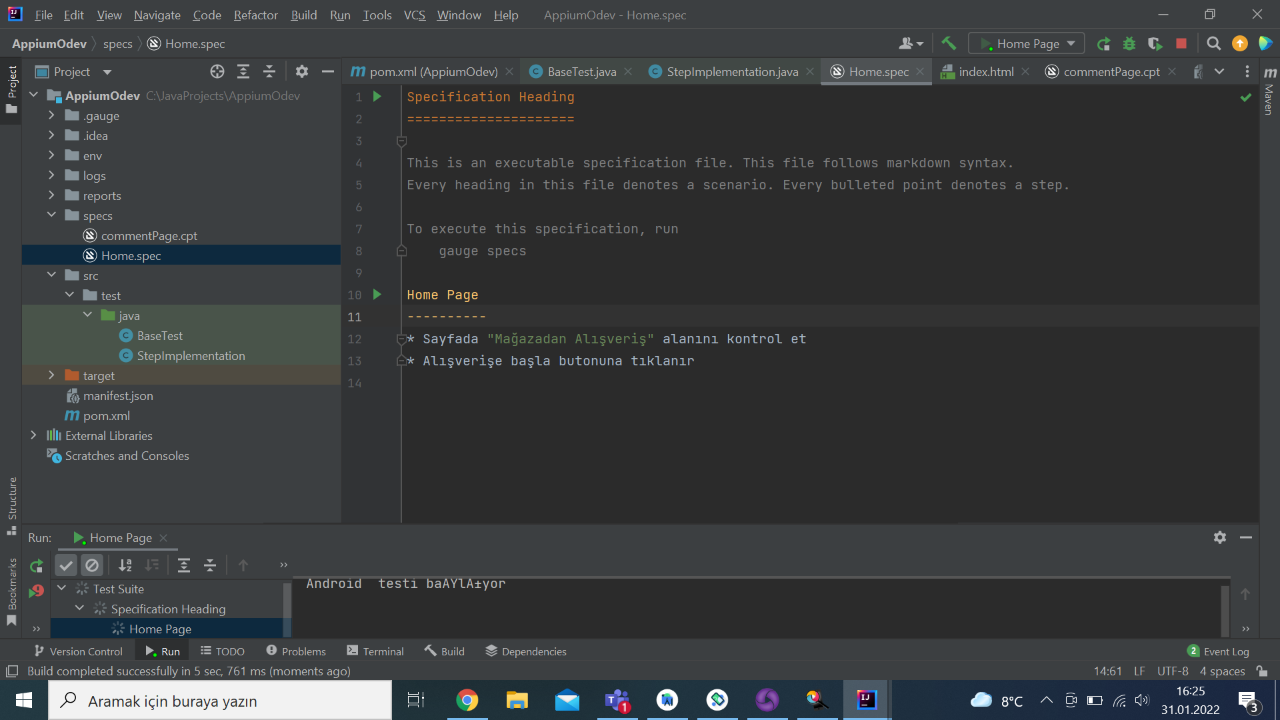 File Edit View Navigate Code Refactor Build Run Tools VCS Window Help AppiumOdev - Home.spec
AppiumOdev specs Home.spec Home Page
Project
Project pom.xml (AppiumOdev) BaseTest.java StepImplementation.java Home.spec index.html commentPage.cpt
Maven
AppiumOdev C:\JavaProjects\AppiumOdev
.gauge
.idea
env
logs
reports
specs
commentPage.cpt
Home.spec
src
test
java
BaseTest
StepImplementation
target
manifest.json
pom.xml
External Libraries
Scratches and Consoles
1 Specification Heading
2 =====================
3
4 This is an executable specification file. This file follows markdown syntax.
5 Every heading in this file denotes a scenario. Every bulleted point denotes a step.
6
7 To execute this specification, run
8 gauge specs
9
10 Home Page
11 ----------
12 * Sayfada "Mağazadan Alışveriş" alanını kontrol et
13 * Alışverişe başla butonuna tıklanır
14
Structure
Bookmarks
Run: Home Page
Test Suite
Specification Heading
Home Page
Android testi baÅYlÄ±yor
Version Control Run TODO Problems Terminal Build Dependencies 2 Event Log
Build completed successfully in 5 sec, 761 ms (moments ago) 14:61 LF UTF-8 4 spaces
Aramak için buraya yazın 1 8°C 16:25
31.01.2022 3